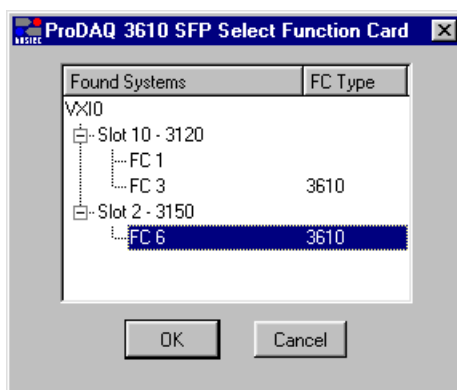 BUSTEC ProDAQ 3610 SFP Select Function Card
Found Systems FC Type
VXI0
Slot 10 - 3120
FC 1
FC 3 3610
Slot 2 - 3150
FC 6 3610
OK Cancel